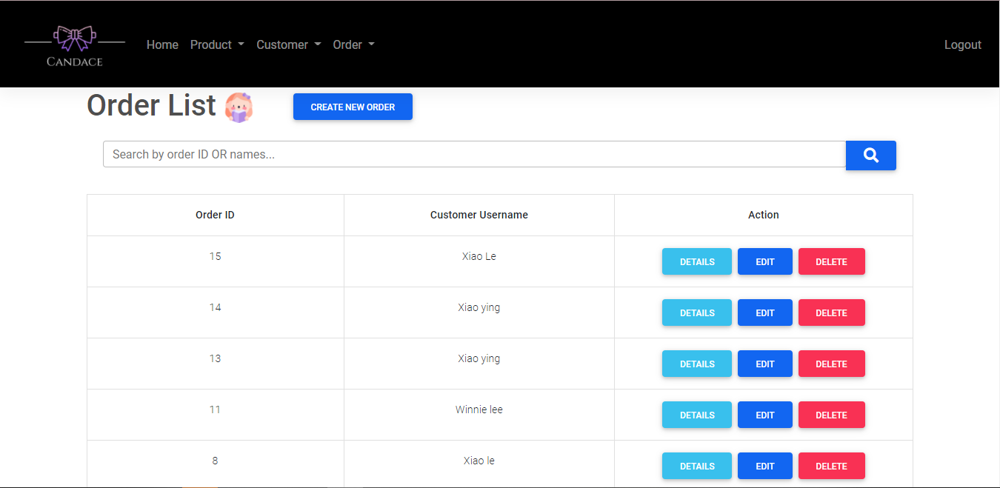 CANDACE
Home Product Customer Order Logout
Order List CREATE NEW ORDER
Search by order ID OR names...
Order ID Customer Username Action
15 Xiao Le DETAILS EDIT DELETE
14 Xiao ying DETAILS EDIT DELETE
13 Xiao ying DETAILS EDIT DELETE
11 Winnie lee DETAILS EDIT DELETE
8 Xiao le DETAILS EDIT DELETE